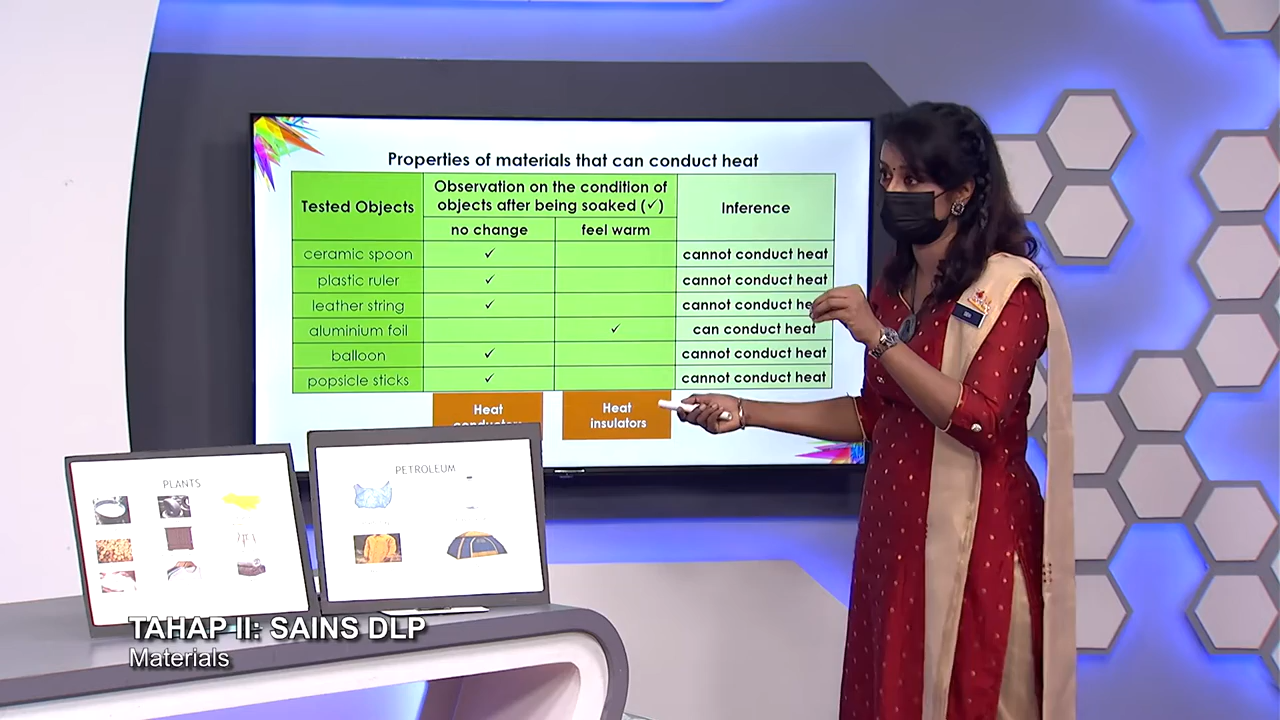 Properties of materials that can conduct heat
Tested Objects
Observation on the condition of
objects after being soaked (✓)
Inference
no change
feel warm
ceramic spoon ✓ cannot conduct heat
plastic ruler ✓ cannot conduct heat
leather string ✓ cannot conduct he
aluminium foil ✓ can conduct heat
balloon ✓ cannot conduct heat
popsicle sticks ✓ cannot conduct heat
Heat
Heat
insulators
PLANTS
PETROLEUM
TAHAP II: SAINS DLP
Materials